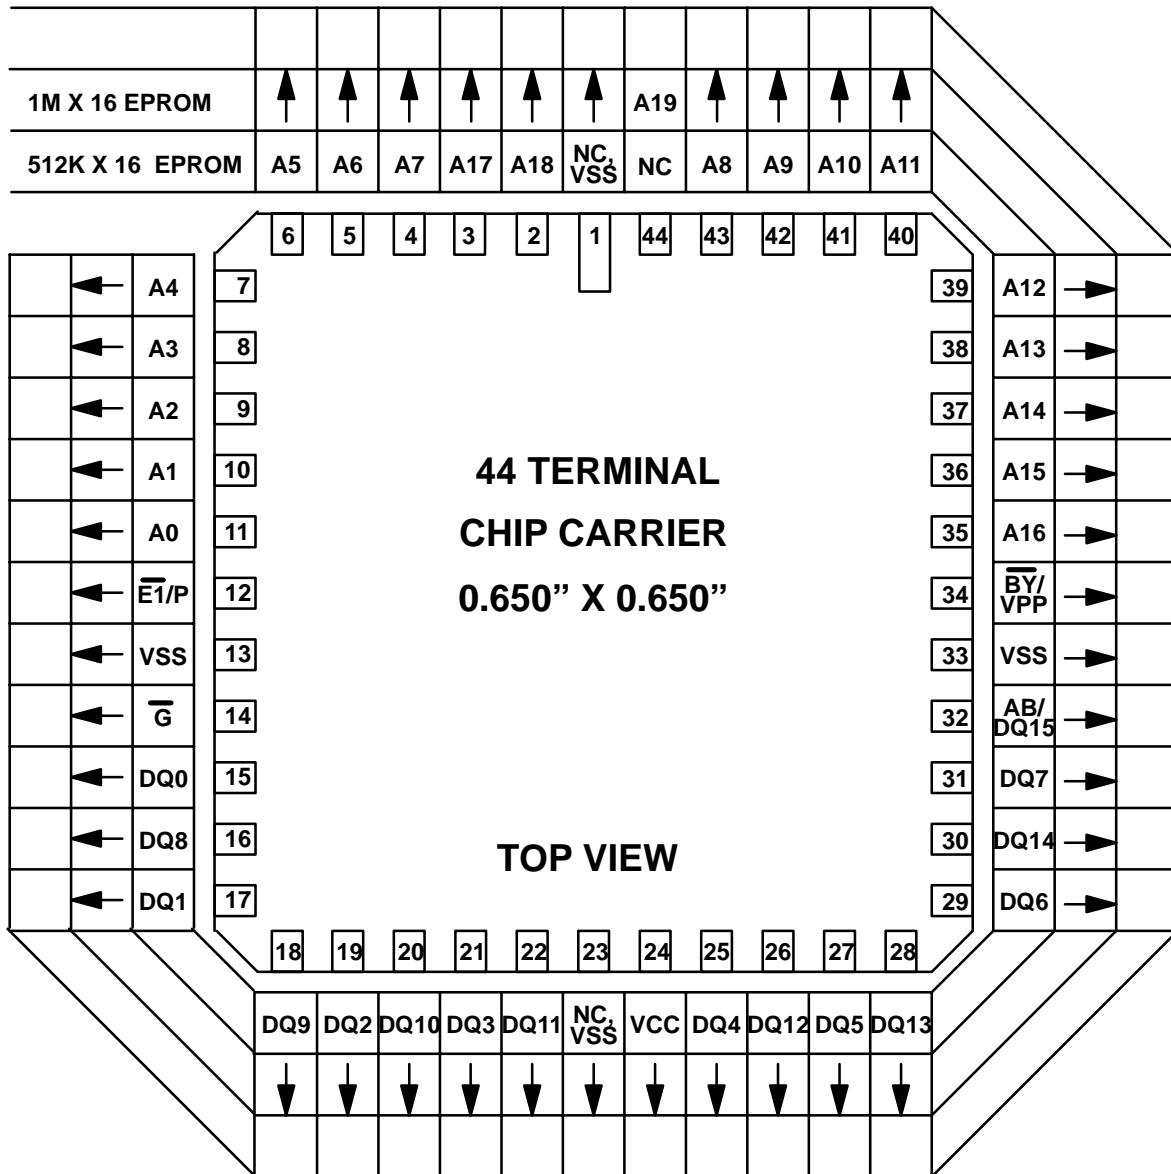 1M X 16 EPROM A19
512K X 16 EPROM A5 A6 A7 A17 A18 NC, VSS NC A8 A9 A10 A11
6 5 4 3 2 1 44 43 42 41 40
A4 7 39 A12
A3 8 38 A13
A2 9 37 A14
A1 10 44 TERMINAL 36 A15
A0 11 CHIP CARRIER 35 A16
E̅1̅/P 12 0.650” X 0.650” 34 B̅Y̅/ VPP
VSS 13 33 VSS
G̅ 14 32 AB/ DQ15
DQ0 15 31 DQ7
DQ8 16 TOP VIEW 30 DQ14
DQ1 17 29 DQ6
18 19 20 21 22 23 24 25 26 27 28
DQ9 DQ2 DQ10 DQ3 DQ11 NC, VSS VCC DQ4 DQ12 DQ5 DQ13